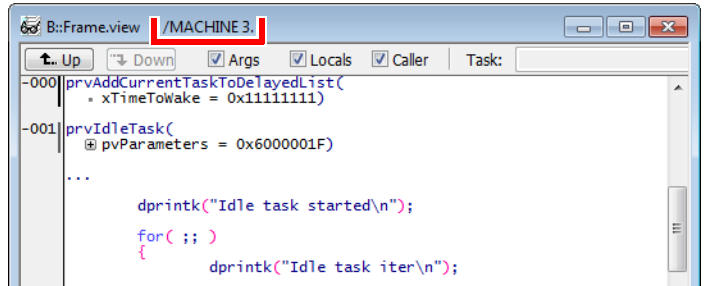 B::Frame.view /MACHINE 3.
Up Down Args Locals Caller Task:
-000 prvAddCurrentTaskToDelayedList(
xTimeToWake = 0x11111111)
-001 prvIdleTask(
pvParameters = 0x6000001F)
...
dprintk("Idle task started\n");
for( ;; )
{
dprintk("Idle task iter\n");